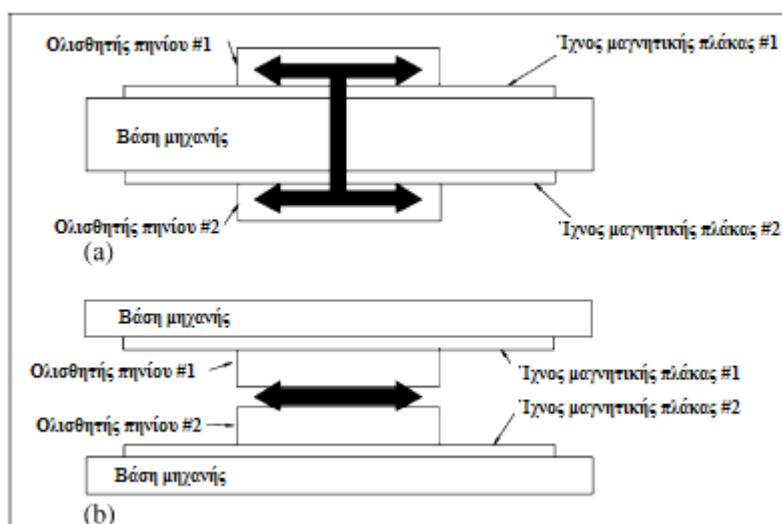 Ολισθητής πηνίου #1
Ίχνος μαγνητικής πλάκας #1
Βάση μηχανής
Ολισθητής πηνίου #2
Ίχνος μαγνητικής πλάκας #2
(a)
Βάση μηχανής
Ολισθητής πηνίου #1
Ίχνος μαγνητικής πλάκας #1
Ίχνος μαγνητικής πλάκας #2
Ολισθητής πηνίου #2
Βάση μηχανής
(b)